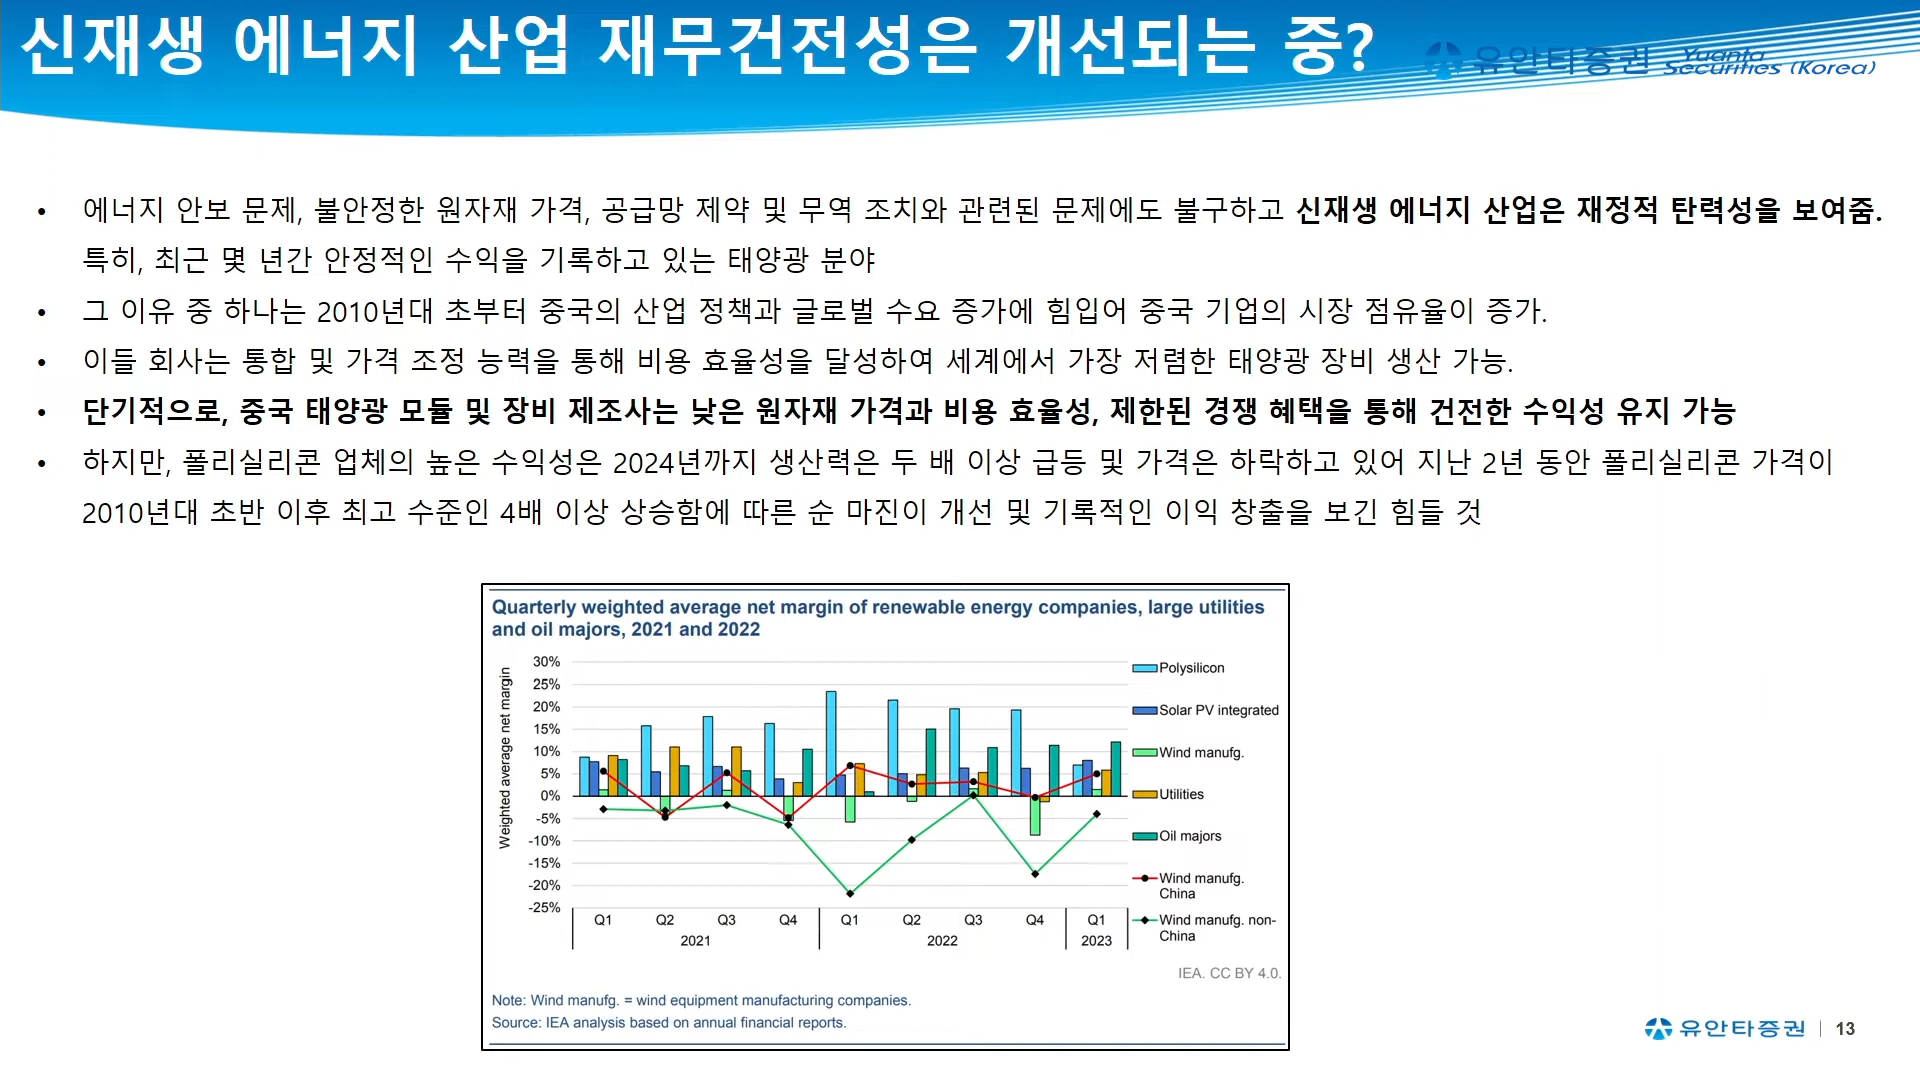 신재생 에너지 산업 재무건전성은 개선되는 중?
유안타증권 Yuanta Securities (Korea)
• 에너지 안보 문제, 불안정한 원자재 가격, 공급망 제약 및 무역 조치와 관련된 문제에도 불구하고 신재생 에너지 산업은 재정적 탄력성을 보여줌.
특히, 최근 몇 년간 안정적인 수익을 기록하고 있는 태양광 분야
• 그 이유 중 하나는 2010년대 초부터 중국의 산업 정책과 글로벌 수요 증가에 힘입어 중국 기업의 시장 점유율이 증가.
• 이들 회사는 통합 및 가격 조정 능력을 통해 비용 효율성을 달성하여 세계에서 가장 저렴한 태양광 장비 생산 가능.
• 단기적으로, 중국 태양광 모듈 및 장비 제조사는 낮은 원자재 가격과 비용 효율성, 제한된 경쟁 혜택을 통해 건전한 수익성 유지 가능
• 하지만, 폴리실리콘 업체의 높은 수익성은 2024년까지 생산력은 두 배 이상 급등 및 가격은 하락하고 있어 지난 2년 동안 폴리실리콘 가격이
2010년대 초반 이후 최고 수준인 4배 이상 상승함에 따른 순 마진이 개선 및 기록적인 이익 창출을 보긴 힘들 것
Quarterly weighted average net margin of renewable energy companies, large utilities
and oil majors, 2021 and 2022
Weighted average net margin
30%
25%
20%
15%
10%
5%
0%
-5%
-10%
-15%
-20%
-25%
Q1 Q2 Q3 Q4 Q1 Q2 Q3 Q4 Q1
2021 2022 2023
Polysilicon
Solar PV integrated
Wind manufg.
Utilities
Oil majors
Wind manufg.
China
Wind manufg. non-
China
IEA. CC BY 4.0.
Note: Wind manufg. = wind equipment manufacturing companies.
Source: IEA analysis based on annual financial reports.
유안타증권 | 13